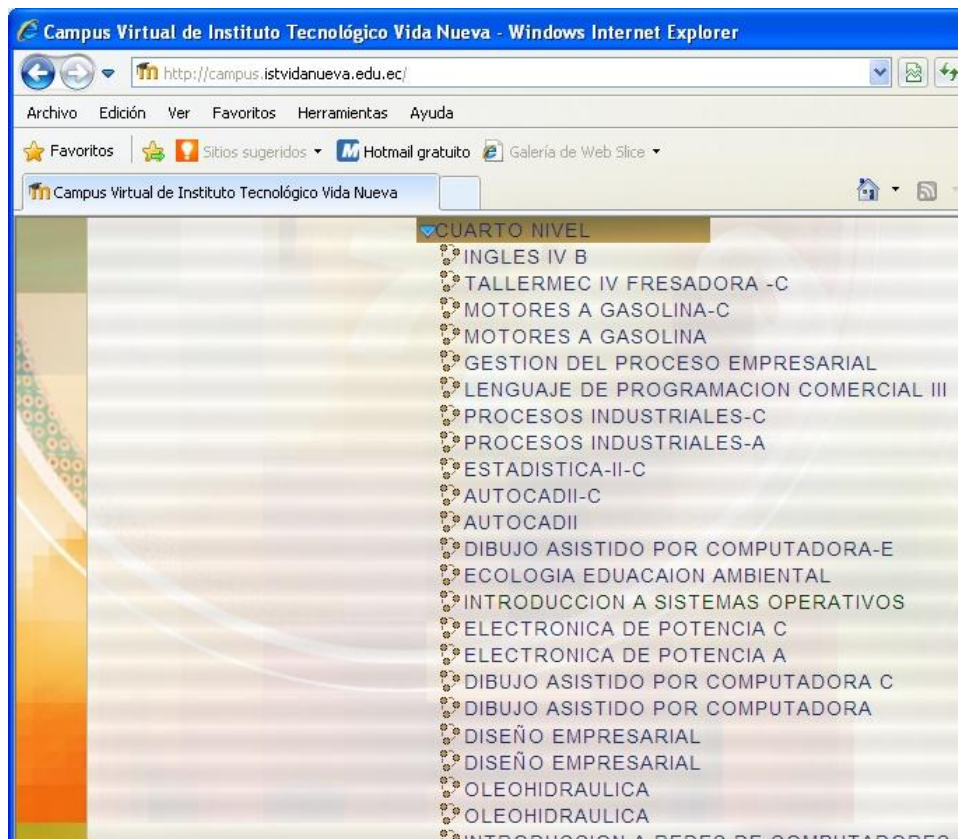 Campus Virtual de Instituto Tecnológico Vida Nueva - Windows Internet Explorer
http://campus.istvidanueva.edu.ec/
Archivo Edición Ver Favoritos Herramientas Ayuda
Favoritos Sitios sugeridos Hotmail gratuito Galería de Web Slice
Campus Virtual de Instituto Tecnológico Vida Nueva
CUARTO NIVEL
INGLES IV B
TALLERMEC IV FRESADORA -C
MOTORES A GASOLINA-C
MOTORES A GASOLINA
GESTION DEL PROCESO EMPRESARIAL
LENGUAJE DE PROGRAMACION COMERCIAL III
PROCESOS INDUSTRIALES-C
PROCESOS INDUSTRIALES-A
ESTADISTICA-II-C
AUTOCADII-C
AUTOCADII
DIBUJO ASISTIDO POR COMPUTADORA-E
ECOLOGIA EDUACAION AMBIENTAL
INTRODUCCION A SISTEMAS OPERATIVOS
ELECTRONICA DE POTENCIA C
ELECTRONICA DE POTENCIA A
DIBUJO ASISTIDO POR COMPUTADORA C
DIBUJO ASISTIDO POR COMPUTADORA
DISEÑO EMPRESARIAL
DISEÑO EMPRESARIAL
OLEOHIDRAULICA
OLEOHIDRAULICA
INTRODUCCION A REDES DE COMPUTADORES